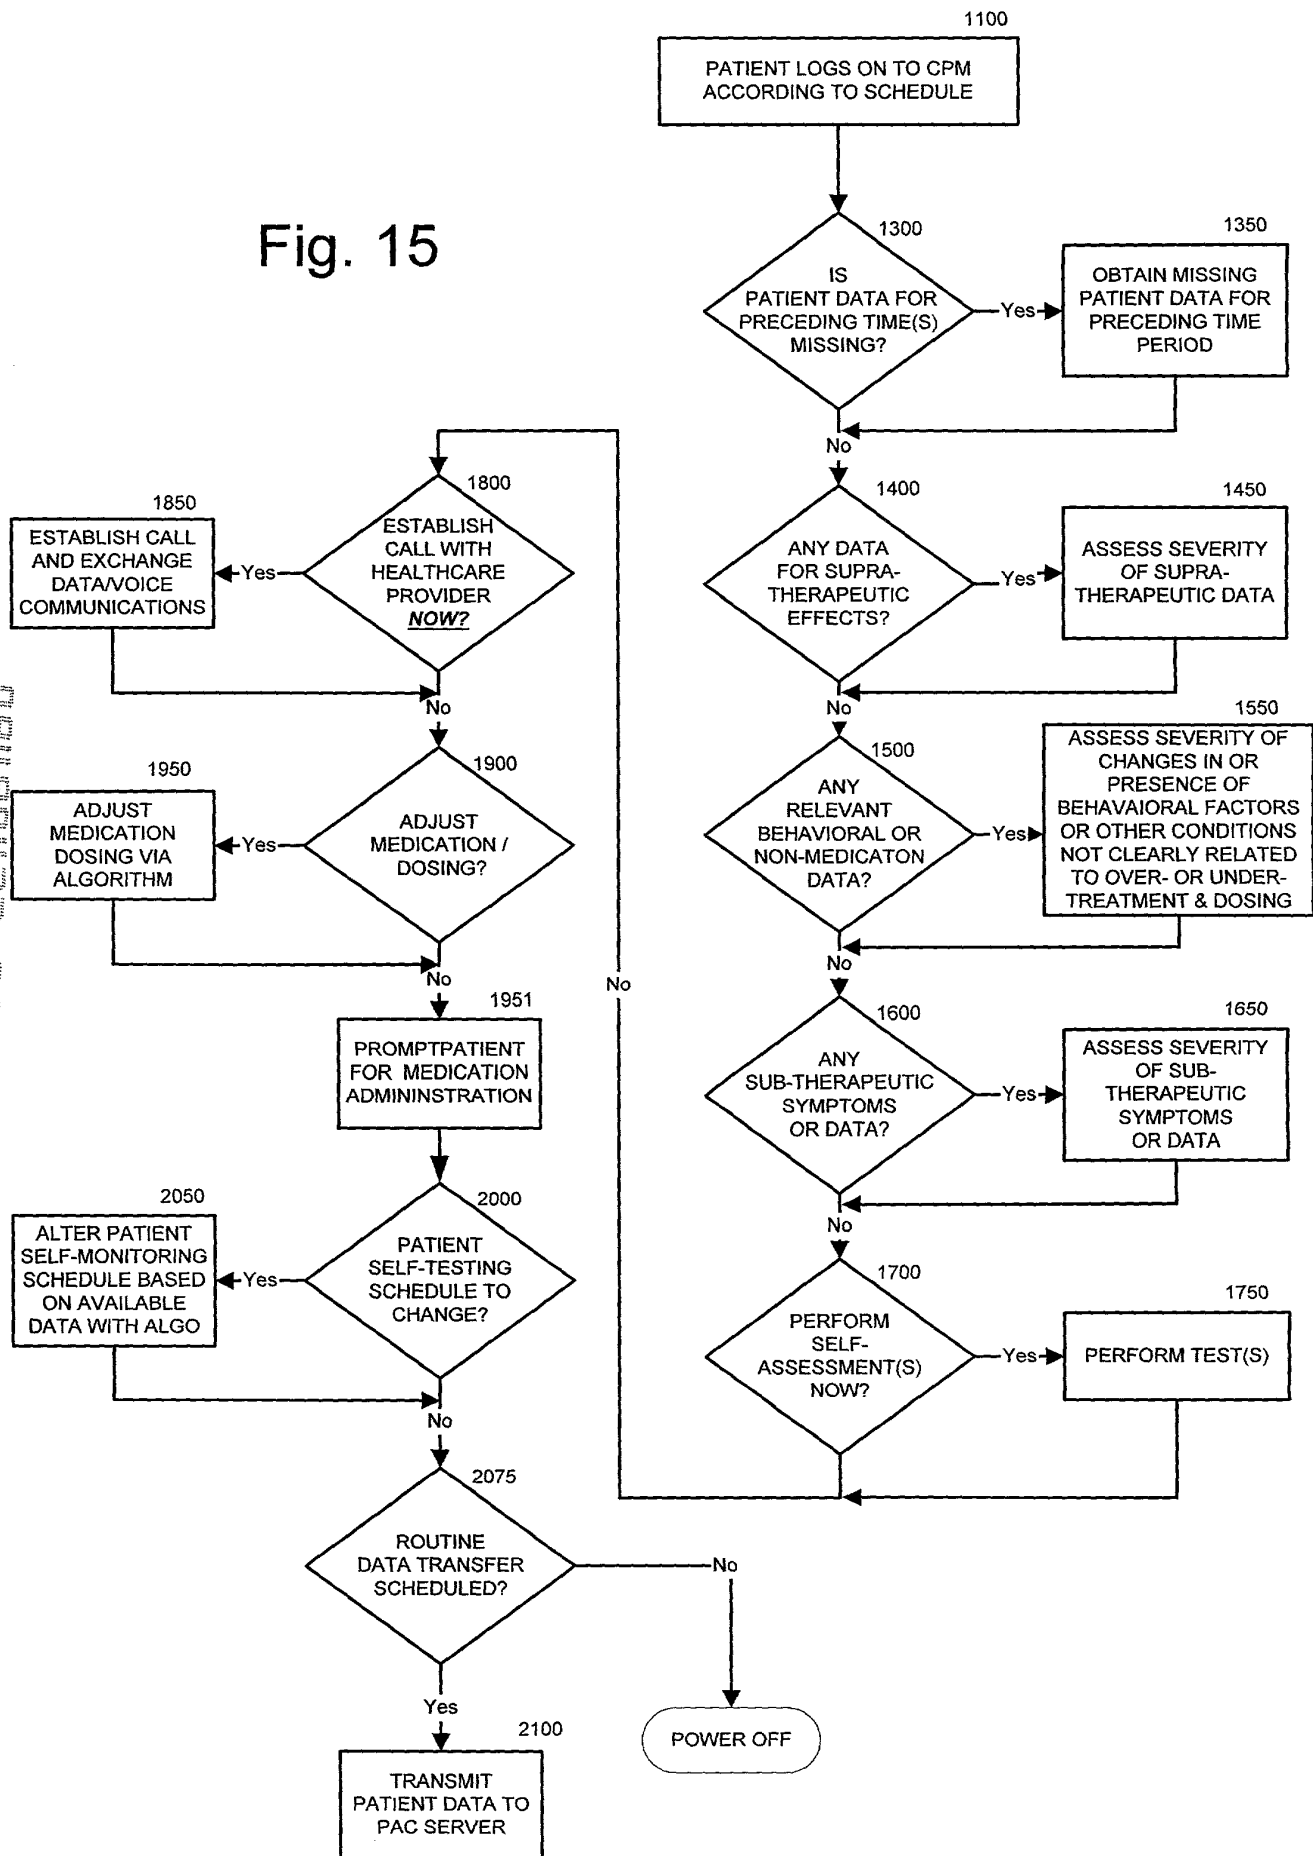 Fig. 15
1100
PATIENT LOGS ON TO CPM
ACCORDING TO SCHEDULE
1300
IS
PATIENT DATA FOR
PRECEDING TIME(S)
MISSING?
Yes
1350
OBTAIN MISSING
PATIENT DATA FOR
PRECEDING TIME
PERIOD
No
1400
ANY DATA
FOR SUPRA-
THERAPEUTIC
EFFECTS?
Yes
1450
ASSESS SEVERITY
OF SUPRA-
THERAPEUTIC DATA
No
1500
ANY
RELEVANT
BEHAVIORAL OR
NON-MEDICATON
DATA?
Yes
1550
ASSESS SEVERITY OF
CHANGES IN OR
PRESENCE OF
BEHAVAIORAL FACTORS
OR OTHER CONDITIONS
NOT CLEARLY RELATED
TO OVER- OR UNDER-
TREATMENT & DOSING
No
1600
ANY
SUB-THERAPEUTIC
SYMPTOMS
OR DATA?
Yes
1650
ASSESS SEVERITY
OF SUB-
THERAPEUTIC
SYMPTOMS
OR DATA
No
1700
PERFORM
SELF-
ASSESSMENT(S)
NOW?
Yes
1750
PERFORM TEST(S)
No
1800
ESTABLISH
CALL WITH
HEALTHCARE
PROVIDER
NOW?
Yes
1850
ESTABLISH CALL
AND EXCHANGE
DATA/VOICE
COMMUNICATIONS
No
1900
ADJUST
MEDICATION /
DOSING?
Yes
1950
ADJUST
MEDICATION
DOSING VIA
ALGORITHM
No
1951
PROMPTPATIENT
FOR MEDICATION
ADMININSTRATION
2000
PATIENT
SELF-TESTING
SCHEDULE TO
CHANGE?
Yes
2050
ALTER PATIENT
SELF-MONITORING
SCHEDULE BASED
ON AVAILABLE
DATA WITH ALGO
No
2075
ROUTINE
DATA TRANSFER
SCHEDULED?
No
POWER OFF
Yes
2100
TRANSMIT
PATIENT DATA TO
PAC SERVER